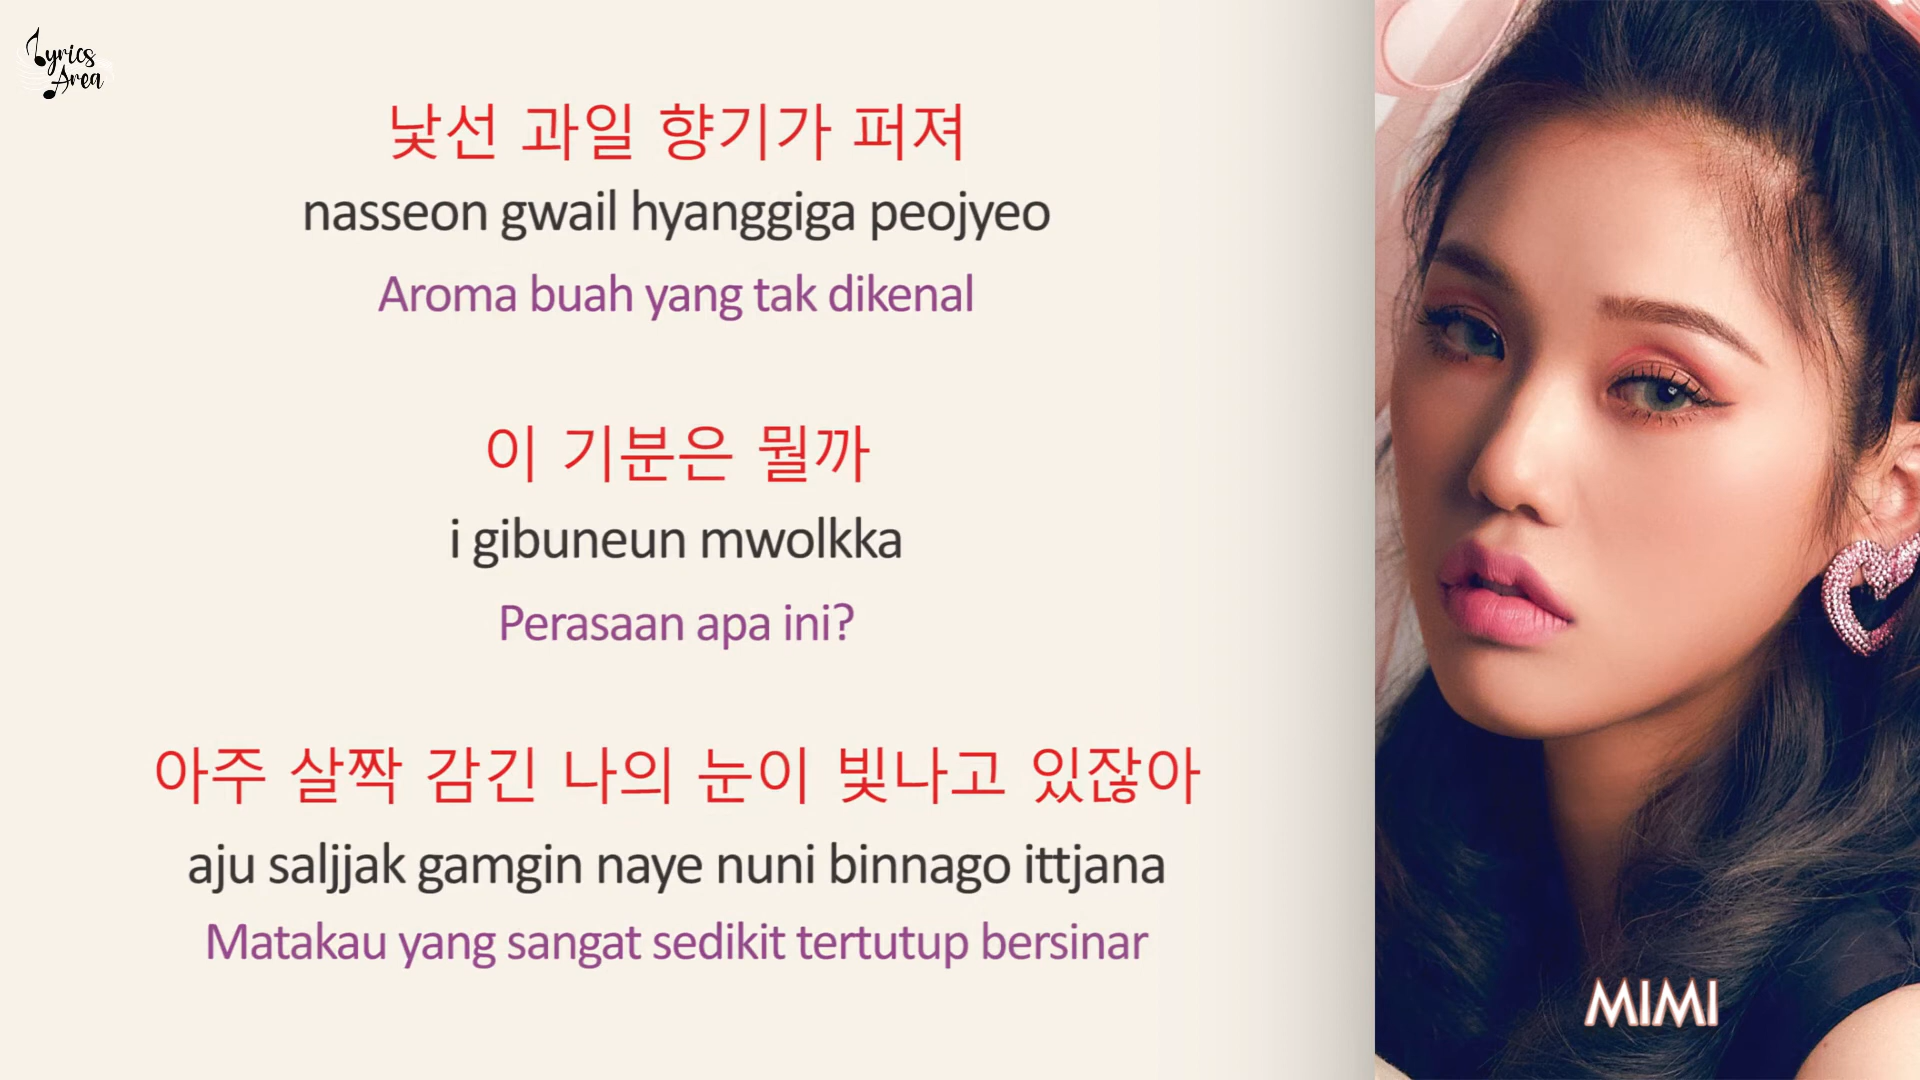 Lyrics
Area
낯선 과일 향기가 퍼져
nasseon gwail hyanggiga peojyeo
Aroma buah yang tak dikenal
이 기분은 뭘까
i gibuneun mwolkka
Perasaan apa ini?
아주 살짝 감긴 나의 눈이 빛나고 있잖아
aju saljjak gamgin naye nuni binnago ittjana
Matakau yang sangat sedikit tertutup bersinar
MIMI